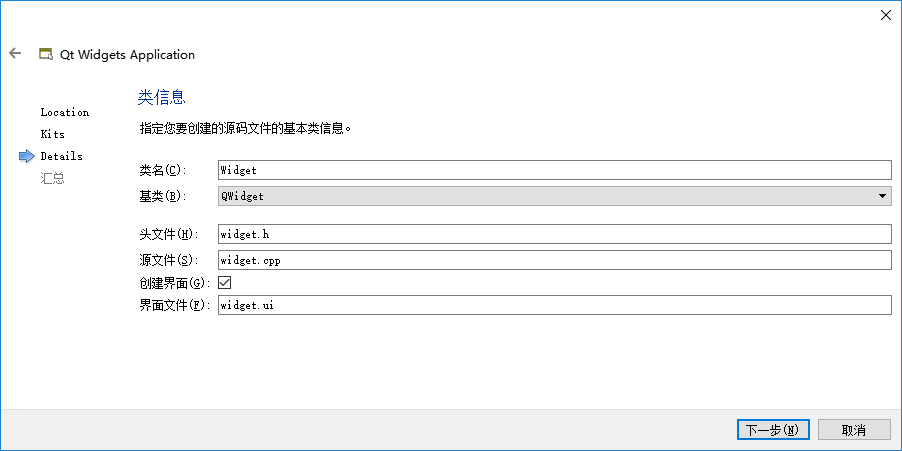 Qt Widgets Application
Location
Kits
Details
汇总
类信息
指定您要创建的源码文件的基本类信息。
类名(C): Widget
基类(B): QWidget
头文件(H): widget.h
源文件(S): widget.cpp
创建界面(G):
界面文件(F): widget.ui
下一步(N) 取消